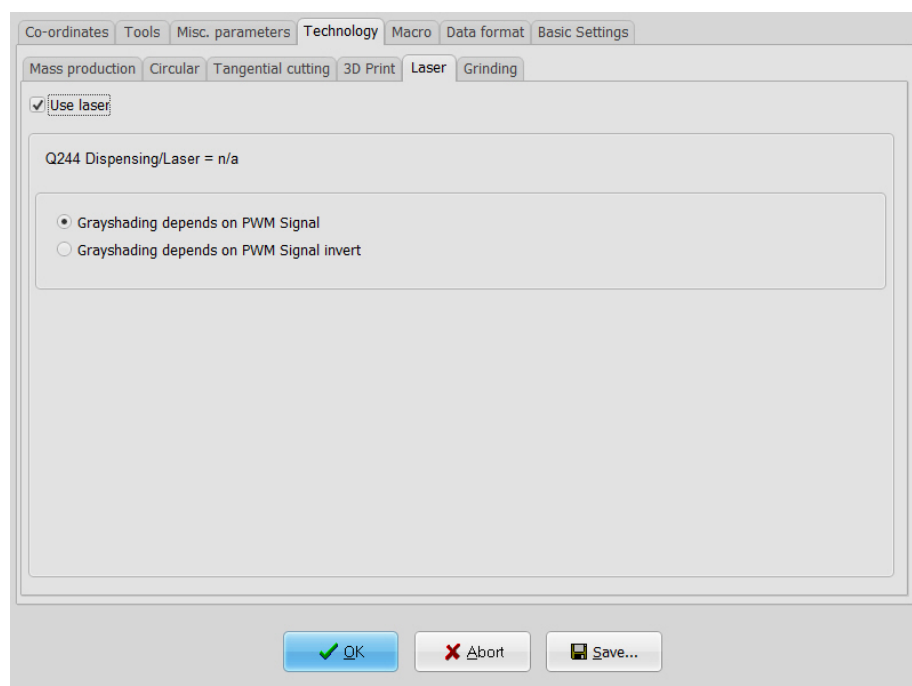 Co-ordinates Tools Misc. parameters Technology Macro Data format Basic Settings
Mass production Circular Tangential cutting 3D Print Laser Grinding
Use laser
Q244 Dispensing/Laser = n/a
Grayshading depends on PWM Signal
Grayshading depends on PWM Signal invert
OK Abort Save...